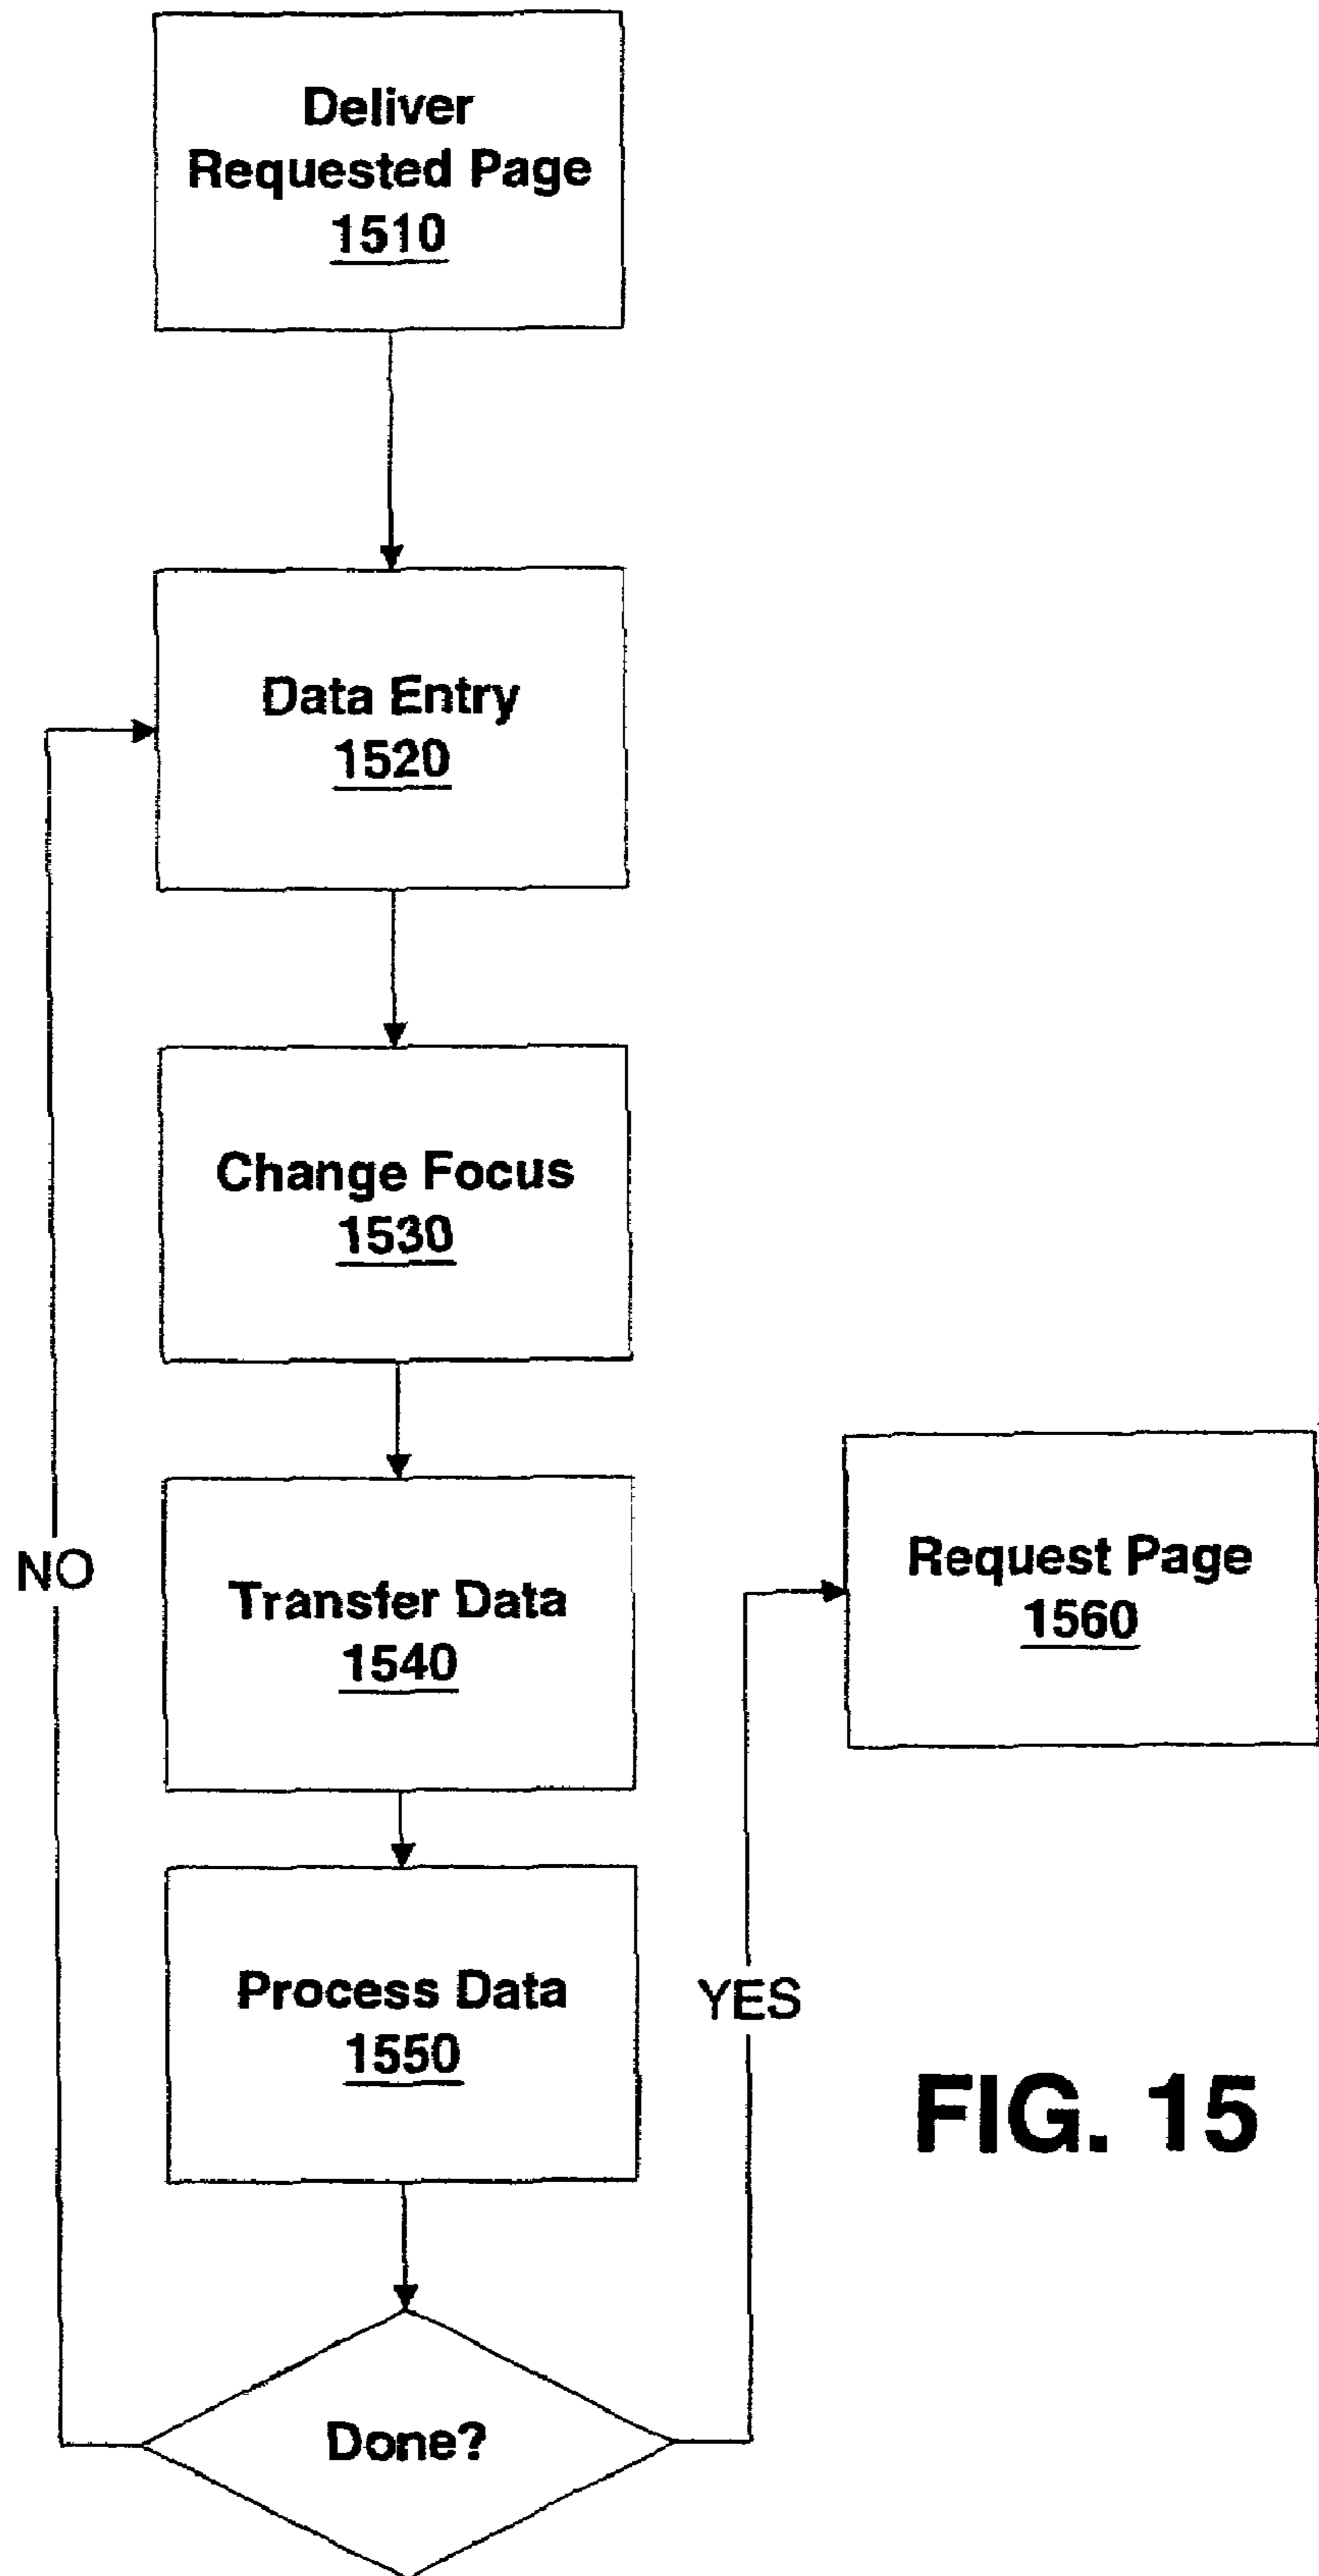 Deliver
Requested Page
1510
Data Entry
1520
Change Focus
1530
NO
Transfer Data
1540
Request Page
1560
Process Data
1550
YES
FIG. 15
Done?